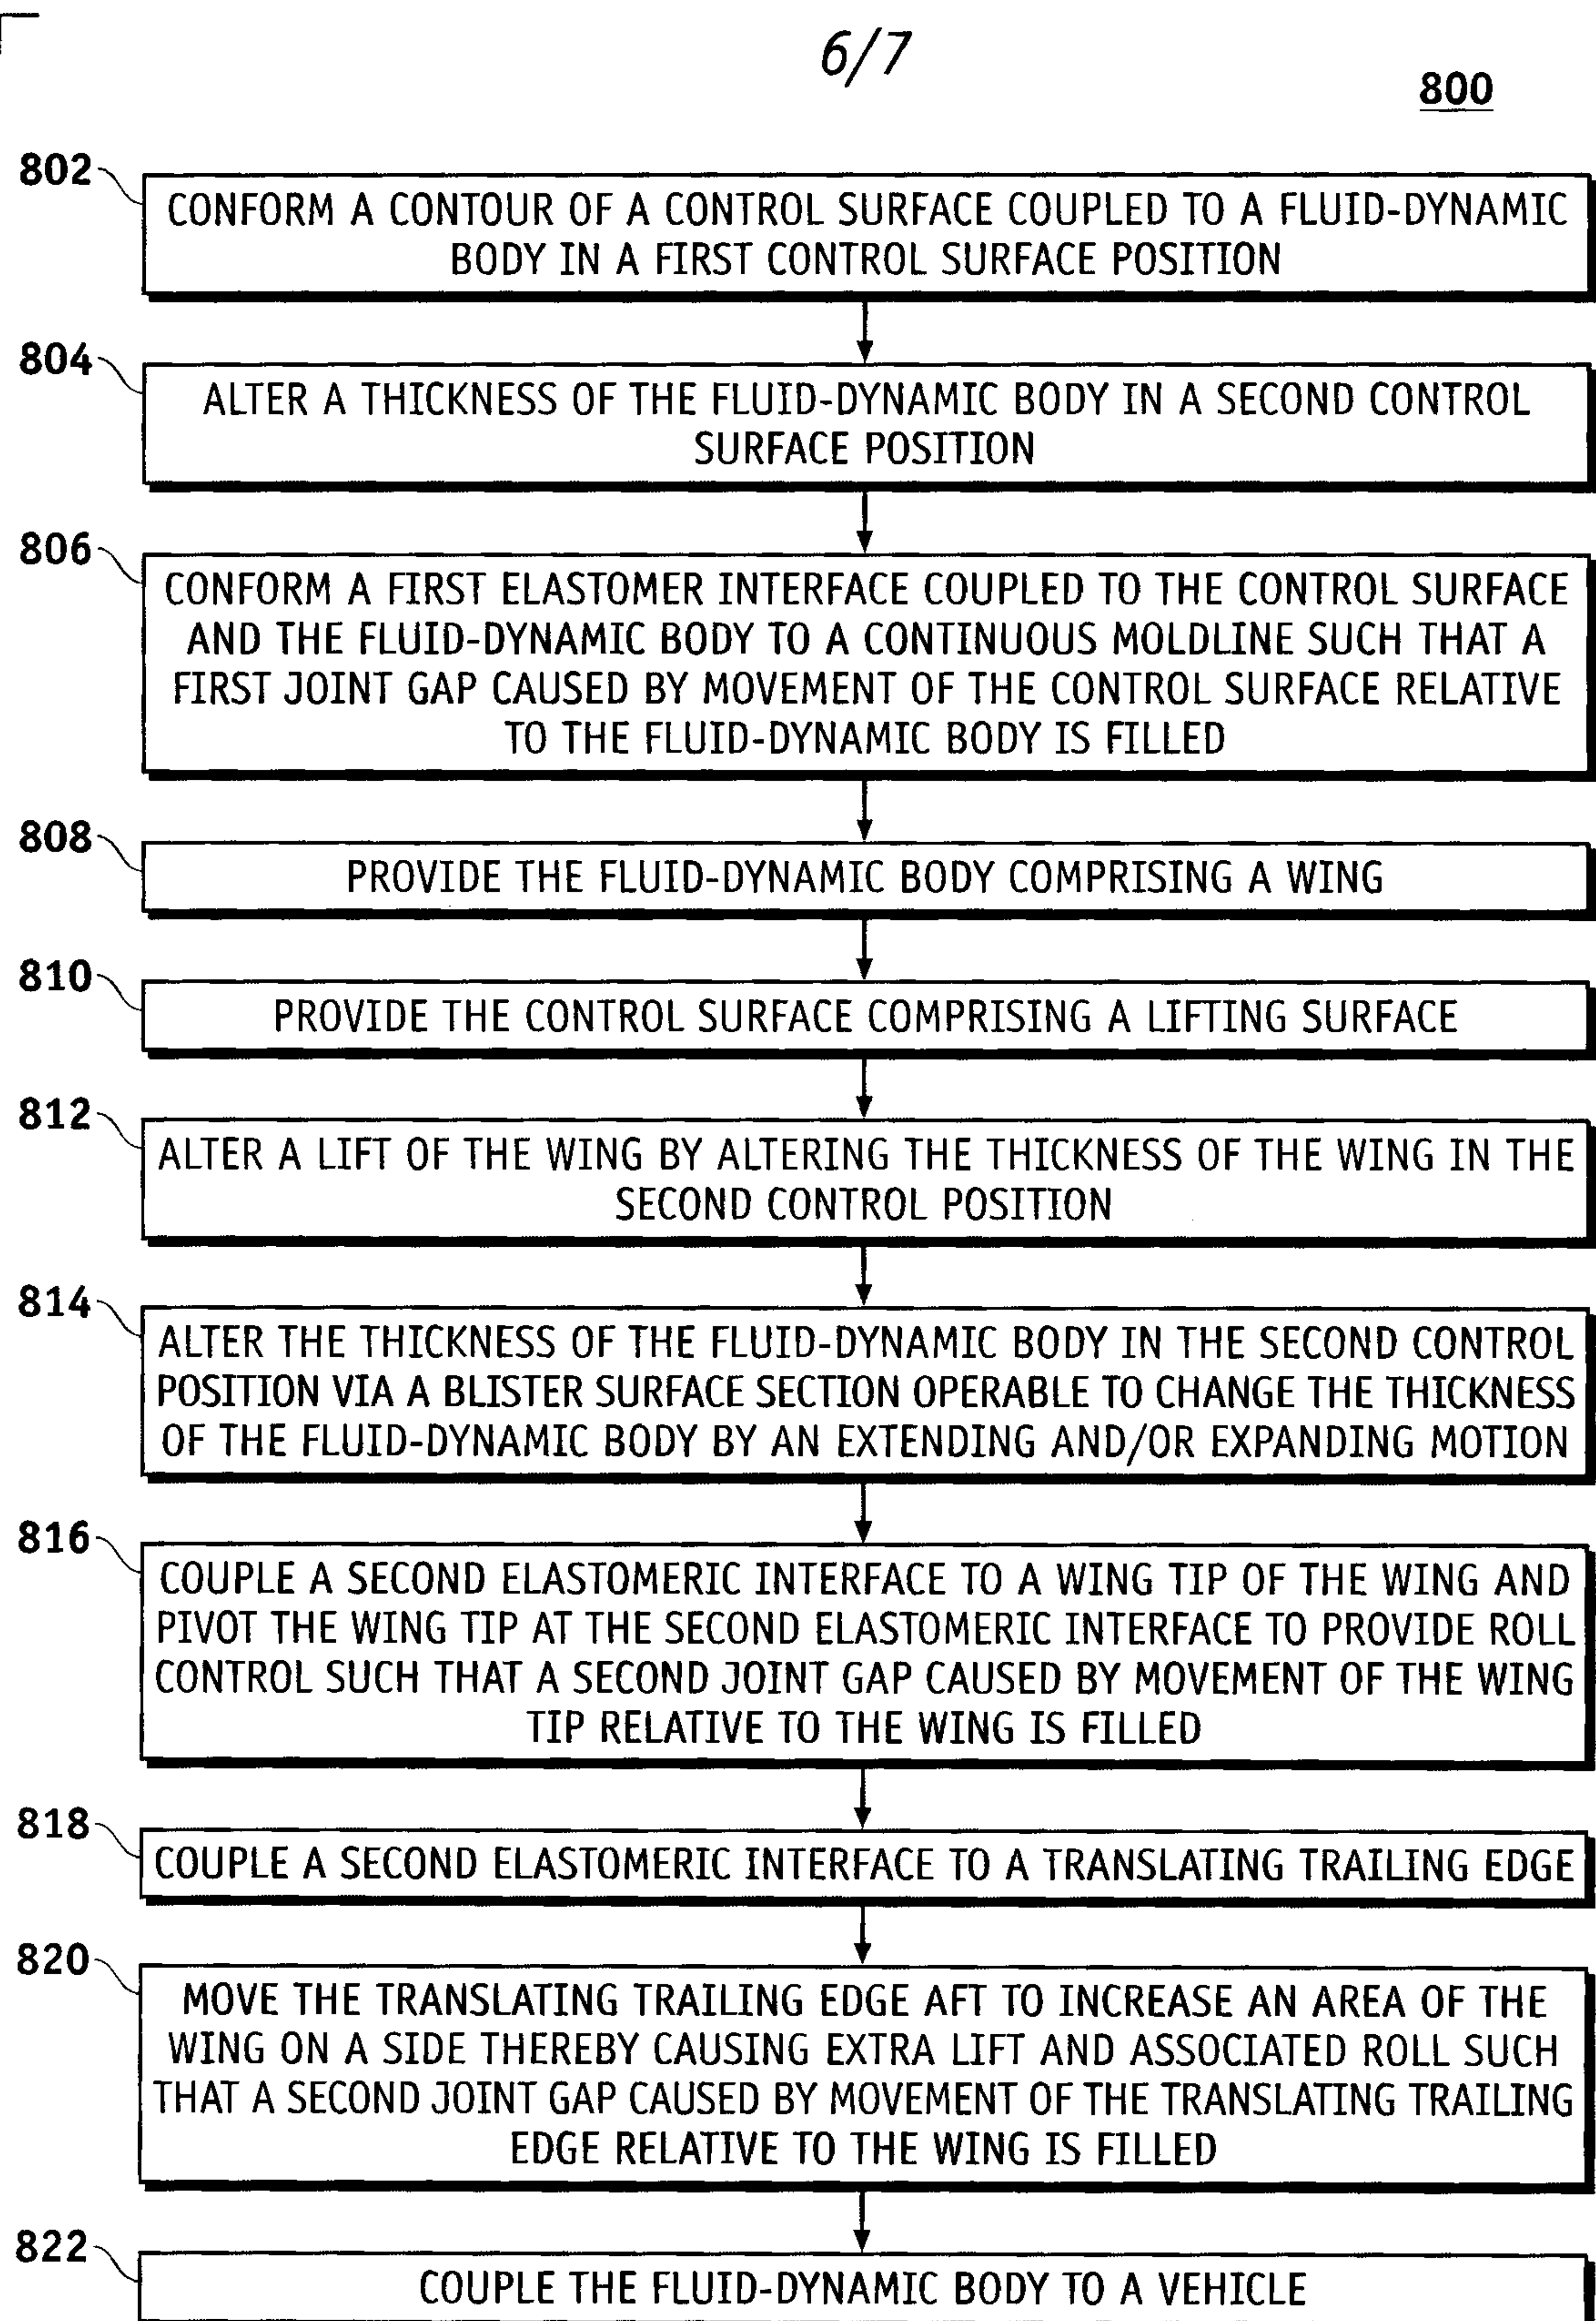 6/7
800
802
CONFORM A CONTOUR OF A CONTROL SURFACE COUPLED TO A FLUID-DYNAMIC
BODY IN A FIRST CONTROL SURFACE POSITION
804
ALTER A THICKNESS OF THE FLUID-DYNAMIC BODY IN A SECOND CONTROL
SURFACE POSITION
806
CONFORM A FIRST ELASTOMER INTERFACE COUPLED TO THE CONTROL SURFACE
AND THE FLUID-DYNAMIC BODY TO A CONTINUOUS MOLDLINE SUCH THAT A
FIRST JOINT GAP CAUSED BY MOVEMENT OF THE CONTROL SURFACE RELATIVE
TO THE FLUID-DYNAMIC BODY IS FILLED
808
PROVIDE THE FLUID-DYNAMIC BODY COMPRISING A WING
810
PROVIDE THE CONTROL SURFACE COMPRISING A LIFTING SURFACE
812
ALTER A LIFT OF THE WING BY ALTERING THE THICKNESS OF THE WING IN THE
SECOND CONTROL POSITION
814
ALTER THE THICKNESS OF THE FLUID-DYNAMIC BODY IN THE SECOND CONTROL
POSITION VIA A BLISTER SURFACE SECTION OPERABLE TO CHANGE THE THICKNESS
OF THE FLUID-DYNAMIC BODY BY AN EXTENDING AND/OR EXPANDING MOTION
816
COUPLE A SECOND ELASTOMERIC INTERFACE TO A WING TIP OF THE WING AND
PIVOT THE WING TIP AT THE SECOND ELASTOMERIC INTERFACE TO PROVIDE ROLL
CONTROL SUCH THAT A SECOND JOINT GAP CAUSED BY MOVEMENT OF THE WING
TIP RELATIVE TO THE WING IS FILLED
818
COUPLE A SECOND ELASTOMERIC INTERFACE TO A TRANSLATING TRAILING EDGE
820
MOVE THE TRANSLATING TRAILING EDGE AFT TO INCREASE AN AREA OF THE
WING ON A SIDE THEREBY CAUSING EXTRA LIFT AND ASSOCIATED ROLL SUCH
THAT A SECOND JOINT GAP CAUSED BY MOVEMENT OF THE TRANSLATING TRAILING
EDGE RELATIVE TO THE WING IS FILLED
822
COUPLE THE FLUID-DYNAMIC BODY TO A VEHICLE